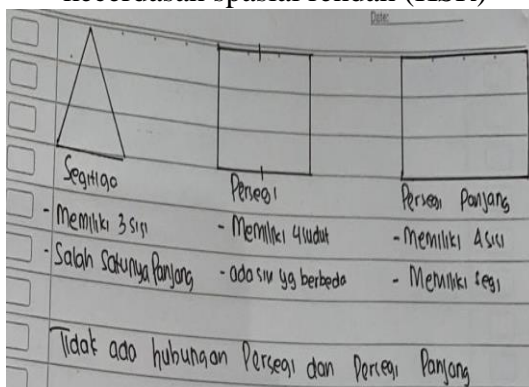 kecerdasan spasial rendah (KSR)
Date:
Segitiga
Persegi
Persegi Panjang
- Memiliki 3 sisi
- Memiliki 4 sudut
- Memiliki 4 sisi
- Salah Satunya Panjang
- ada sisi yg berbeda
- Memiliki segi
Tidak ada hubungan Persegi dan Persegi Panjang